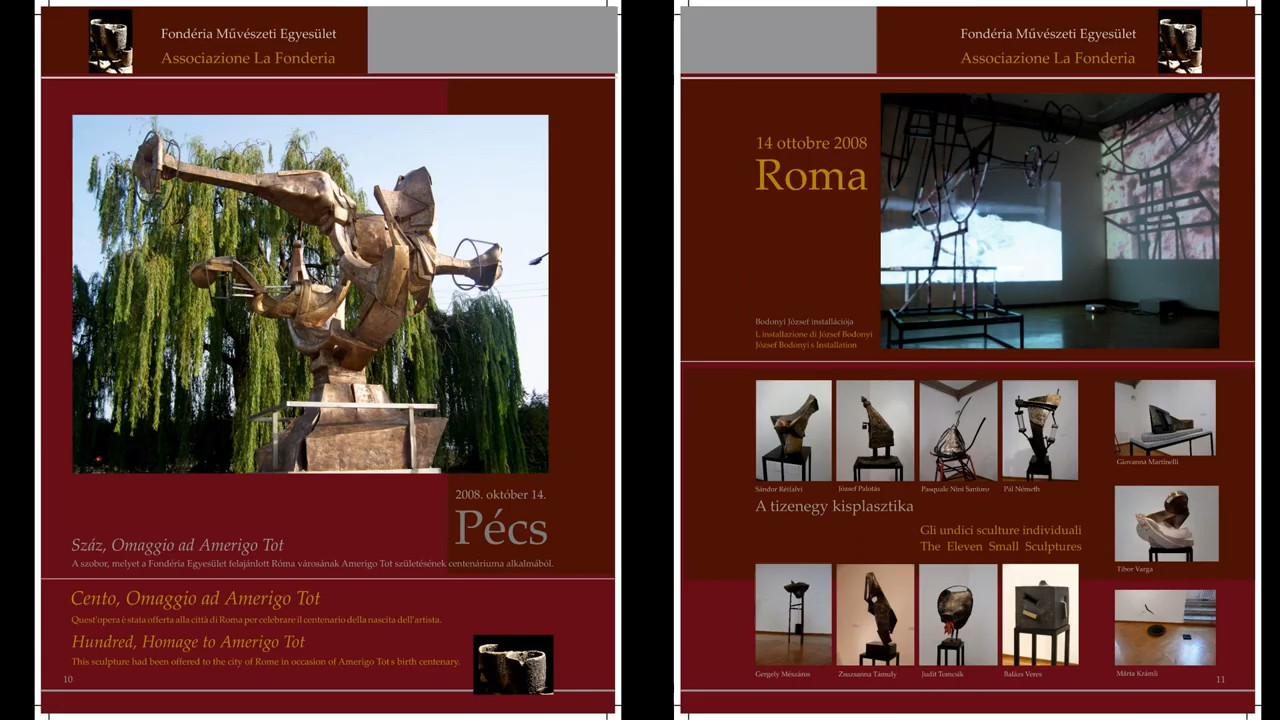 Fondéria Művészeti Egyesület
Associazione La Fonderia
2008. október 14.
Pécs
Száz, Omaggio ad Amerigo Tot
A szobor, melyet a Fondéria Egyesület felajánlott Róma városának Amerigo Tot születésének centenáriuma alkalmából.
Cento, Omaggio ad Amerigo Tot
Quest'opera è stata offerta alla città di Roma per celebrare il centenario della nascita dell'artista.
Hundred, Homage to Amerigo Tot
This sculpture had been offered to the city of Rome in occasion of Amerigo Tot s birth centenary.
10
Fondéria Művészeti Egyesület
Associazione La Fonderia
14 ottobre 2008
Roma
Bodonyi József installációja
L installazione di József Bodonyi
József Bodonyi s Installation
Sándor Rétfalvi
József Palotás
Pasquale Nini Santoro
Pál Németh
Giovanna Martinelli
A tizenegy kisplasztika
Gli undici sculture individuali
The Eleven Small Sculptures
Tibor Varga
Gergely Mészáros
Zsuzsanna Támuly
Judit Tomcsik
Balázs Veres
Márta Krámli
11